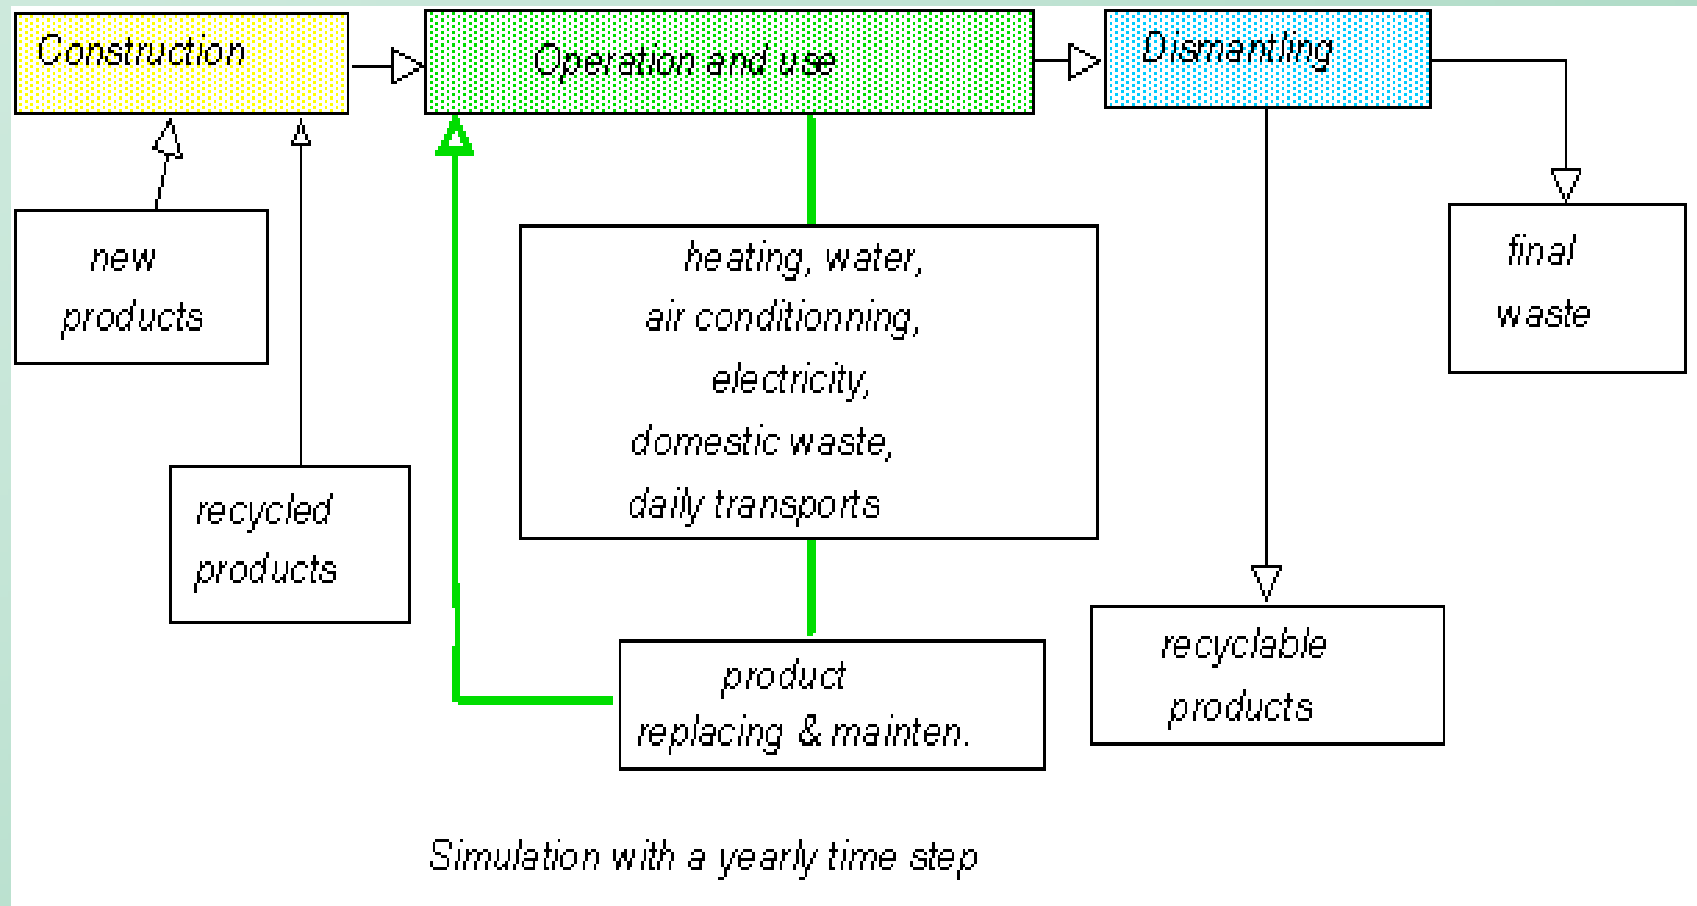 Construction
Operation and use
Dismantling
new
products
recycled
products
heating, water,
air conditionning,
electricity,
domestic waste,
daily transports
product
replacing & mainten.
recyclable
products
final
waste
Simulation with a yearly time step